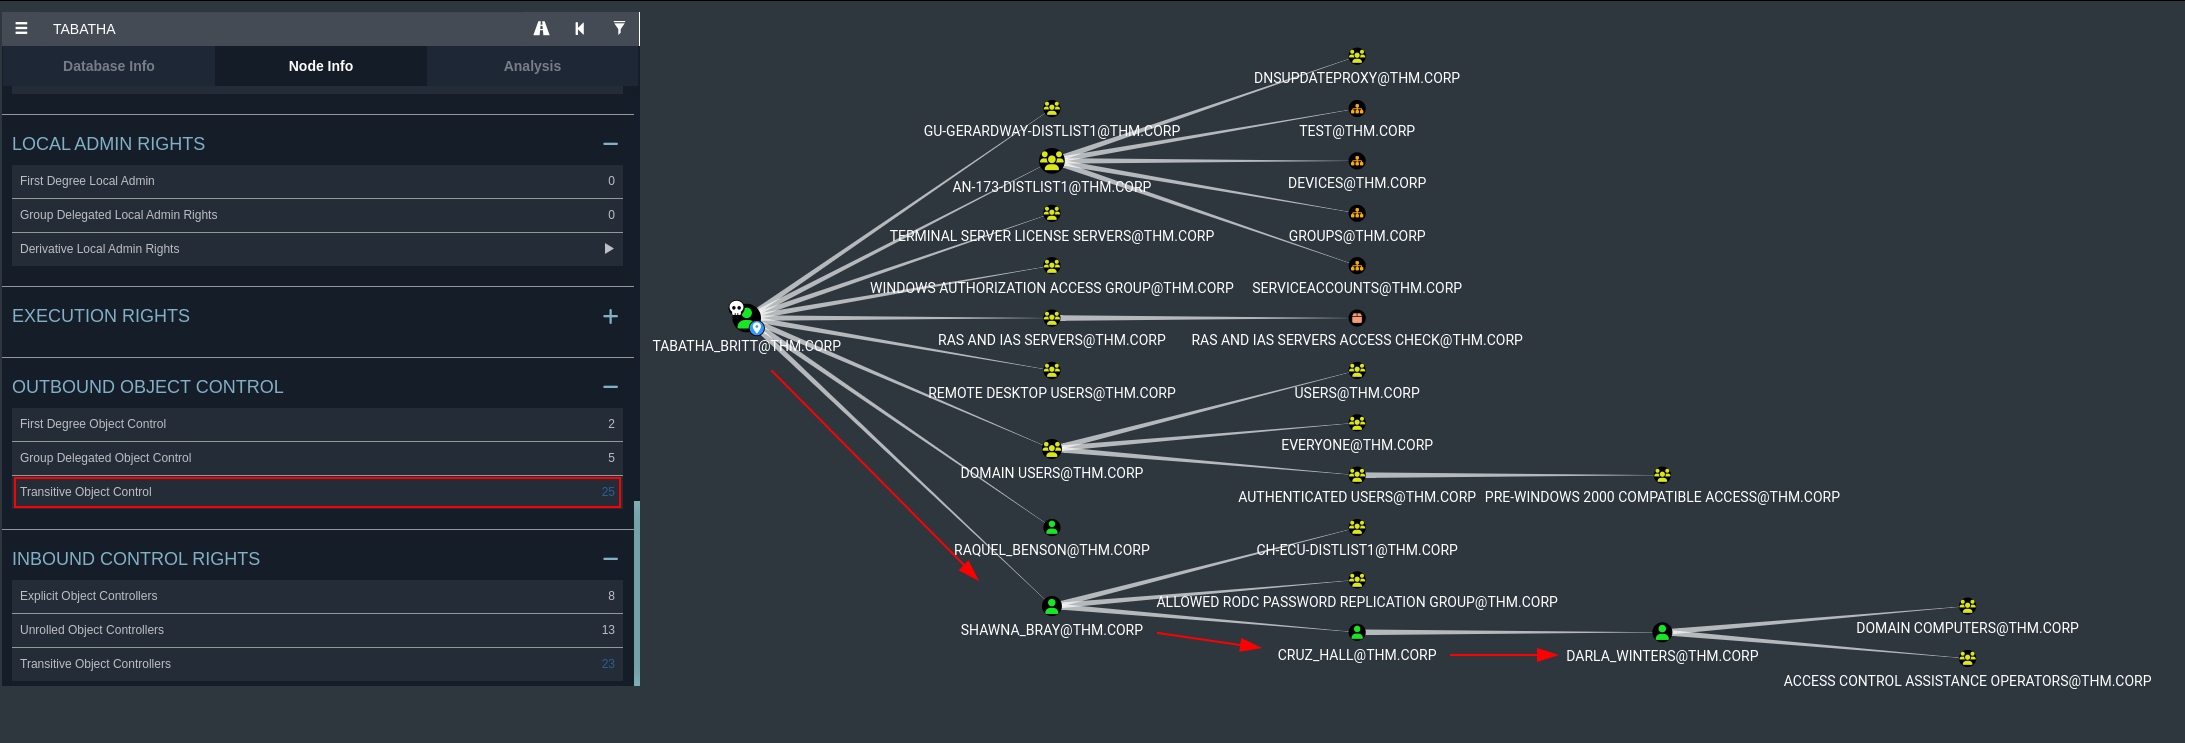 TABATHA
Database Info
Node Info
Analysis
LOCAL ADMIN RIGHTS
First Degree Local Admin 0
Group Delegated Local Admin Rights 0
Derivative Local Admin Rights
EXECUTION RIGHTS
OUTBOUND OBJECT CONTROL
First Degree Object Control 2
Group Delegated Object Control 5
Transitive Object Control 25
INBOUND CONTROL RIGHTS
Explicit Object Controllers 8
Unrolled Object Controllers 13
Transitive Object Controllers 23
DNSUPDATEPROXY@THM.CORP
GU-GERARDWAY-DISTLIST1@THM.CORP
TEST@THM.CORP
AN-173-DISTLIST1@THM.CORP
DEVICES@THM.CORP
TERMINAL SERVER LICENSE SERVERS@THM.CORP
GROUPS@THM.CORP
WINDOWS AUTHORIZATION ACCESS GROUP@THM.CORP
SERVICEACCOUNTS@THM.CORP
TABATHA_BRITT@THM.CORP
RAS AND IAS SERVERS@THM.CORP
RAS AND IAS SERVERS ACCESS CHECK@THM.CORP
REMOTE DESKTOP USERS@THM.CORP
USERS@THM.CORP
EVERYONE@THM.CORP
DOMAIN USERS@THM.CORP
AUTHENTICATED USERS@THM.CORP
PRE-WINDOWS 2000 COMPATIBLE ACCESS@THM.CORP
RAQUEL_BENSON@THM.CORP
CH-ECU-DISTLIST1@THM.CORP
ALLOWED RODC PASSWORD REPLICATION GROUP@THM.CORP
SHAWNA_BRAY@THM.CORP
CRUZ_HALL@THM.CORP
DARLA_WINTERS@THM.CORP
DOMAIN COMPUTERS@THM.CORP
ACCESS CONTROL ASSISTANCE OPERATORS@THM.CORP